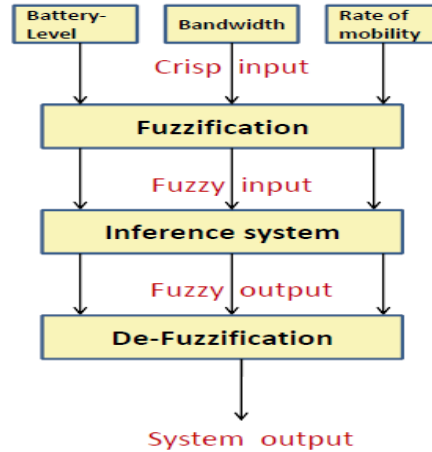 Battery-
Level
Bandwidth
Rate of
mobility
Crisp input
Fuzzification
Fuzzy input
Inference system
Fuzzy output
De-Fuzzification
System output